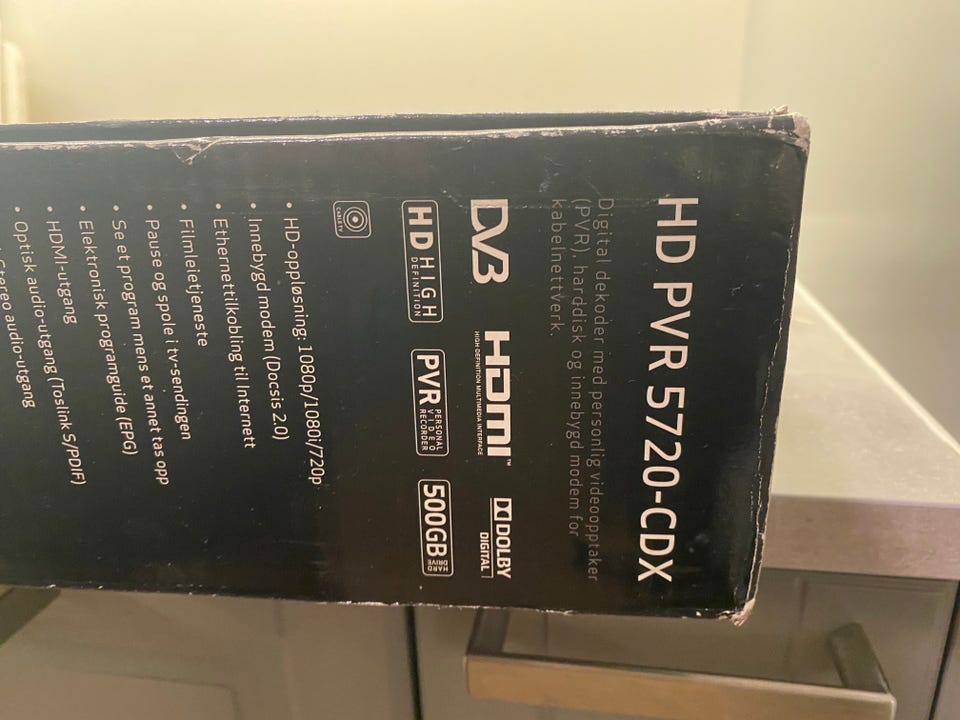 HD PVR 5720-CDX
Digital dekoder med personlig videoopptaker
(PVR), harddisk og innebygd modem for
kabelnettverk.
DVB HDMI™ DOLBY
HIGH DEFINITION MULTIMEDIA INTERFACE DIGITAL
HD HIGH DEFINITION PVR PERSONAL VIDEO RECORDER 500GB HARD DRIVE
CABLE TV
• HD-oppløsning: 1080p/1080i/720p
• Innebygd modem (Docsis 2.0)
• Ethernettilkobling til Internett
• Filmleietjeneste
• Pause og spole i tv-sendingen
• Se et program mens et annet tas opp
• Elektronisk programguide (EPG)
• HDMI-utgang
• Optisk audio-utgang (Toslink S/PDIF)
Stereo audio-utgang